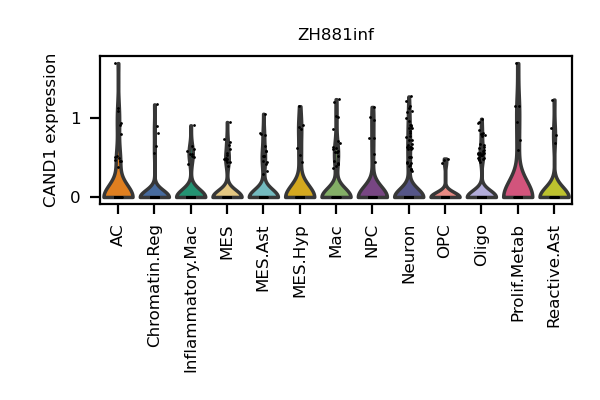 ZH881inf
CAND1 expression
1
0
AC
Chromatin.Reg
Inflammatory.Mac
MES
MES.Ast
MES.Hyp
Mac
NPC
Neuron
OPC
Oligo
Prolif.Metab
Reactive.Ast